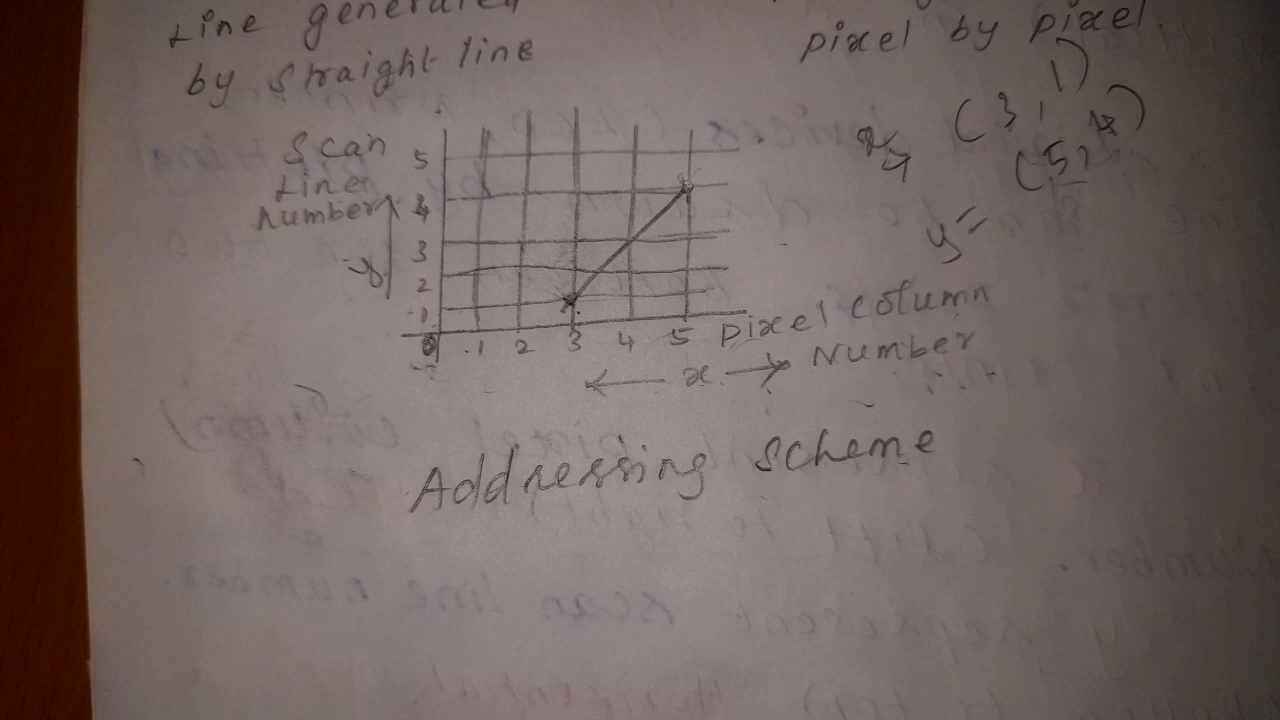 Line generated
by straight line
pixel by pixel.
(3, 1)
(5, 4)
y=
Scan
Line
number
y
5
4
3
2
1
0 1 2 3 4 5
Pixel column
Number
x
Addressing Scheme